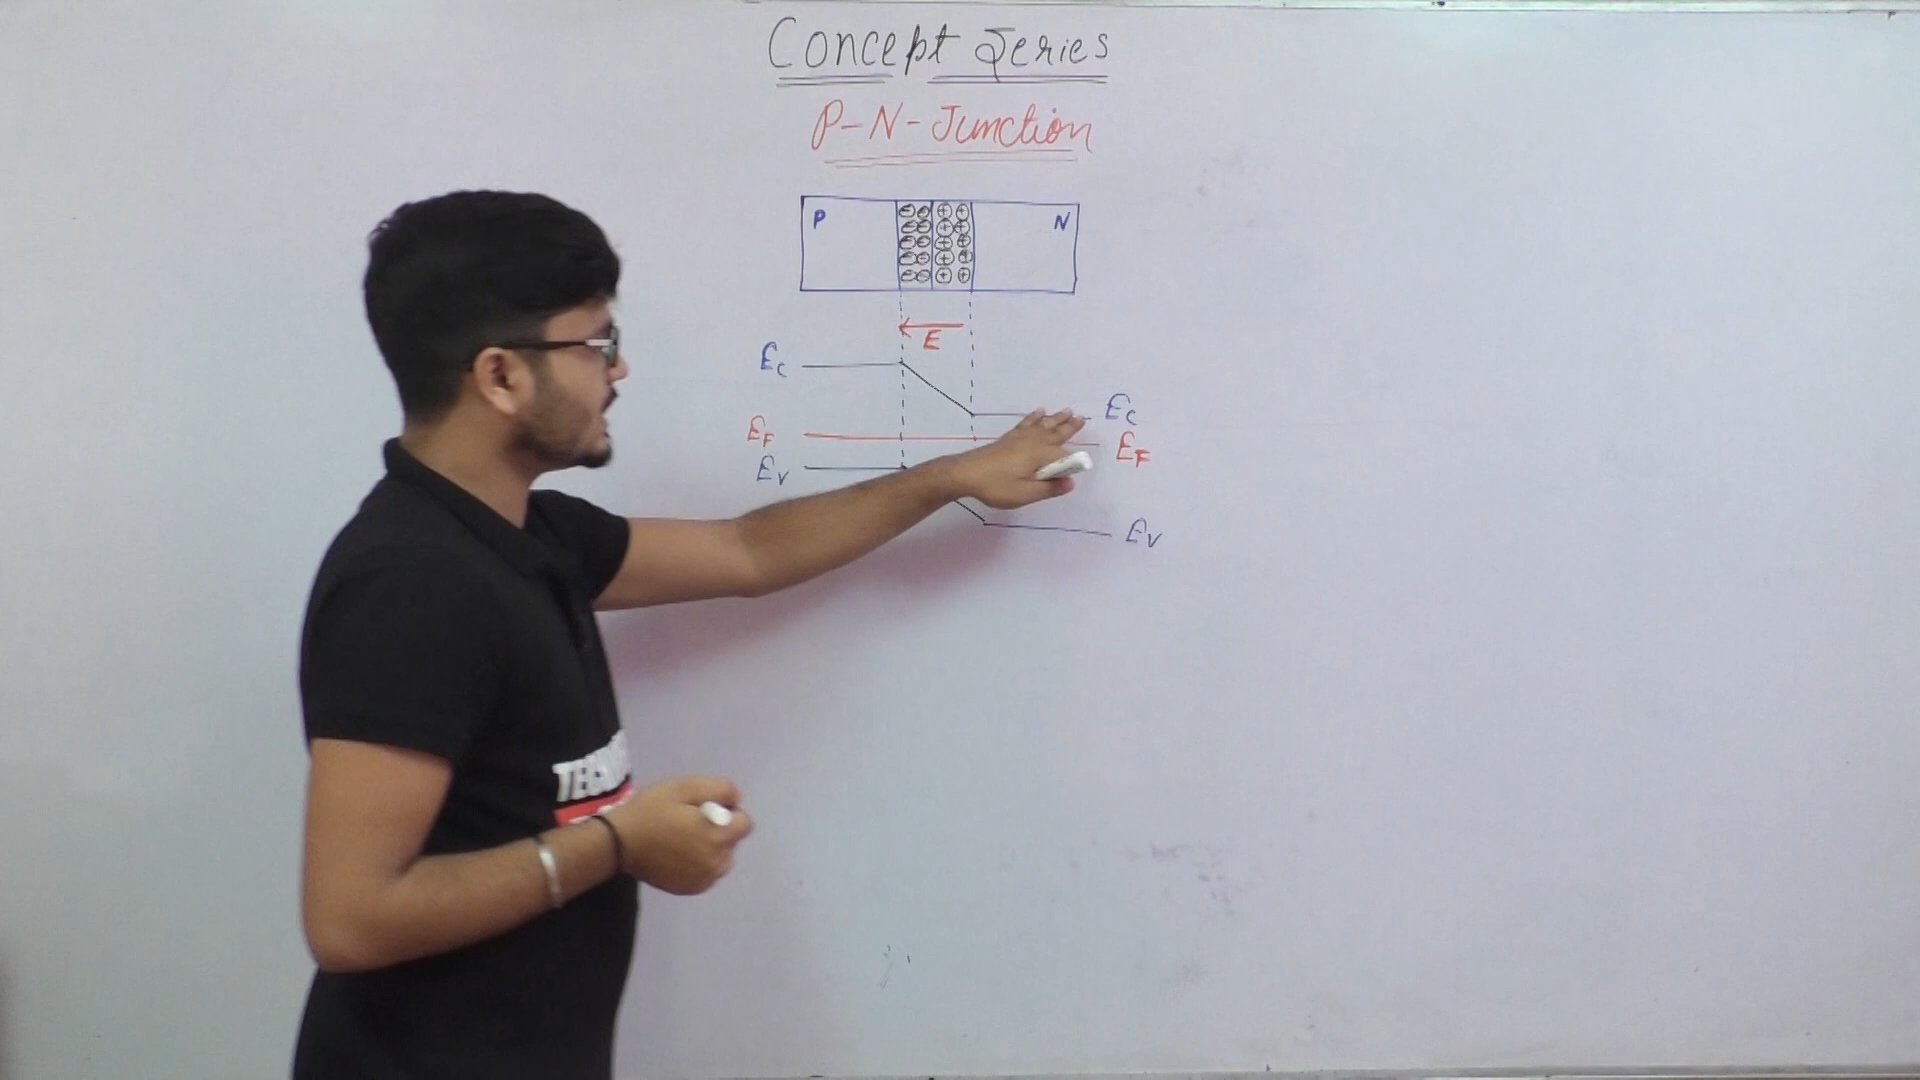 Concept Series
P-N-Junction
P N
E
Ec
Ec
EF
EF
Ev
Ev